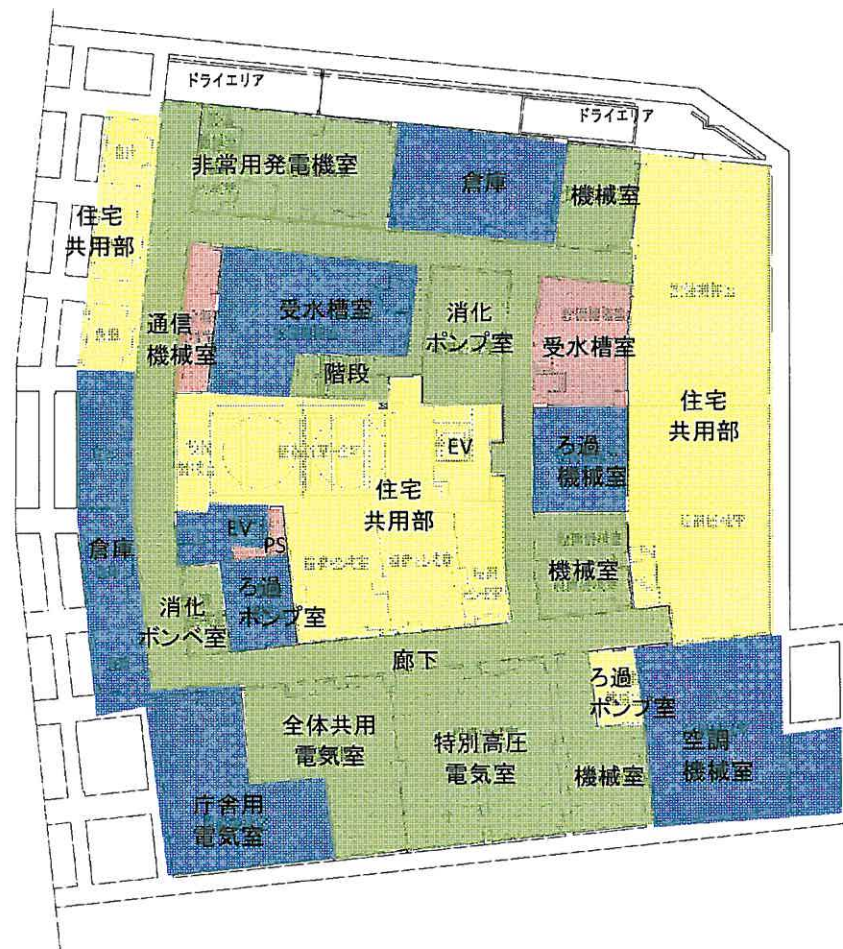 ドライエリア
ドライエリア
非常用発電機室
倉庫
機械室
住宅
共用部
通信
機械室
受水槽室
消化
ポンプ室
受水槽室
階段
住宅
共用部
EV
ろ過
機械室
住宅
共用部
倉庫
EV
PS
機械室
消化
ボンベ室
ろ過
ポンプ室
廊下
ろ過
ポンプ室
全体共用
電気室
特別高圧
電気室
機械室
空調
機械室
庁舎用
電気室